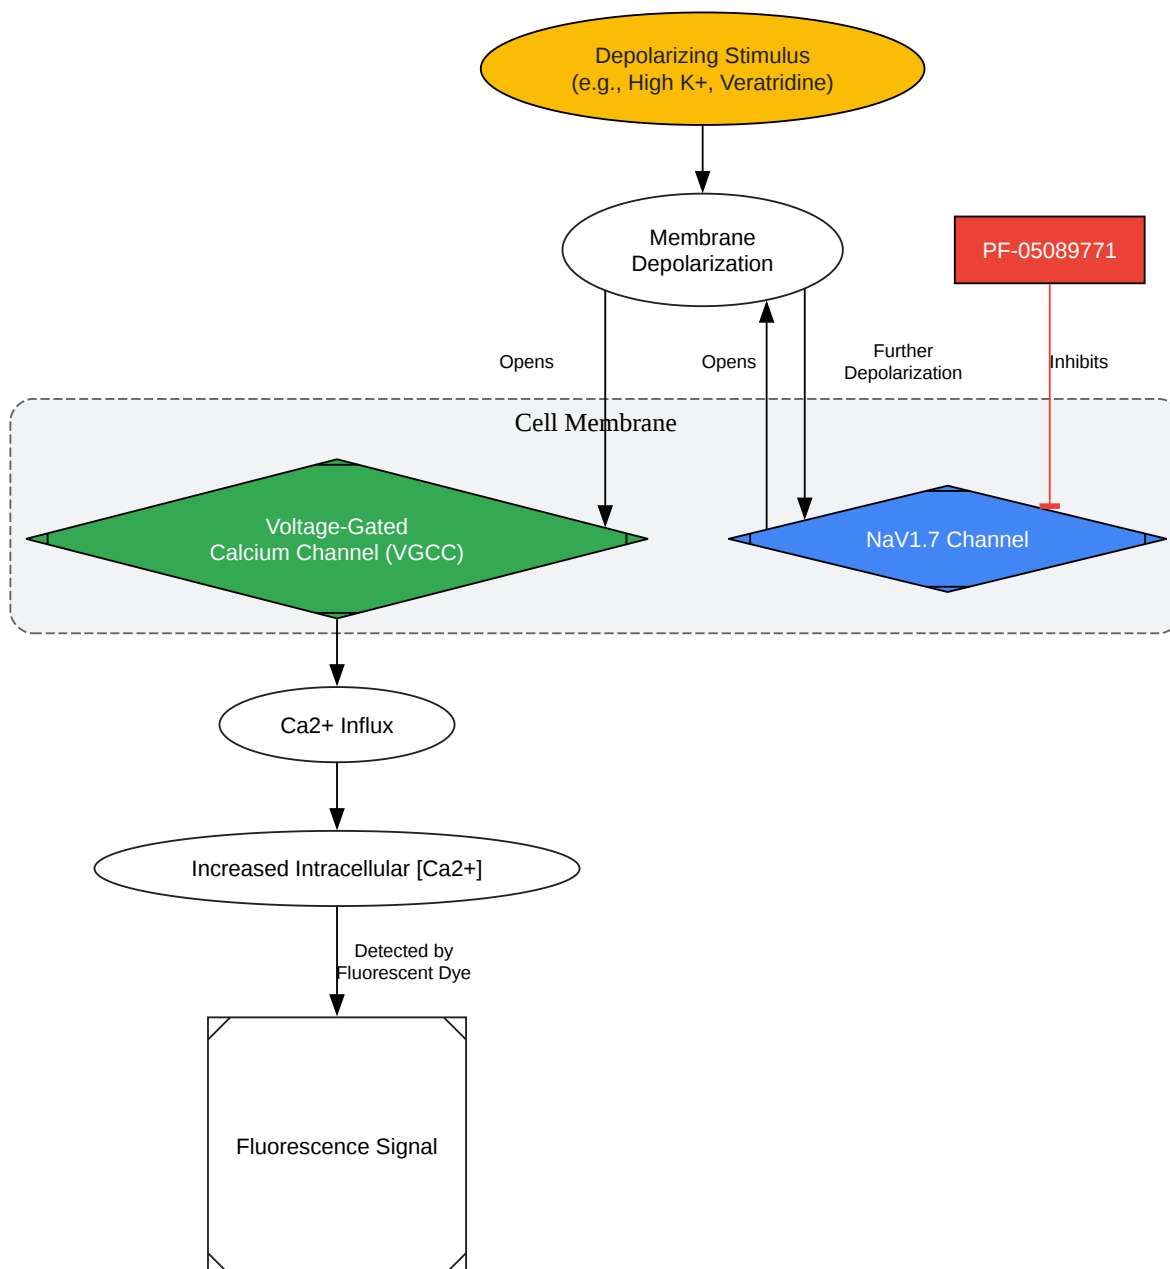 Depolarizing Stimulus
(e.g., High K+, Veratridine)
Membrane
Depolarization
PF-05089771
Opens
Opens
Further
Depolarization
Inhibits
Cell Membrane
Voltage-Gated
Calcium Channel (VGCC)
NaV1.7 Channel
Ca2+ Influx
Increased Intracellular [Ca2+]
Detected by
Fluorescent Dye
Fluorescence Signal